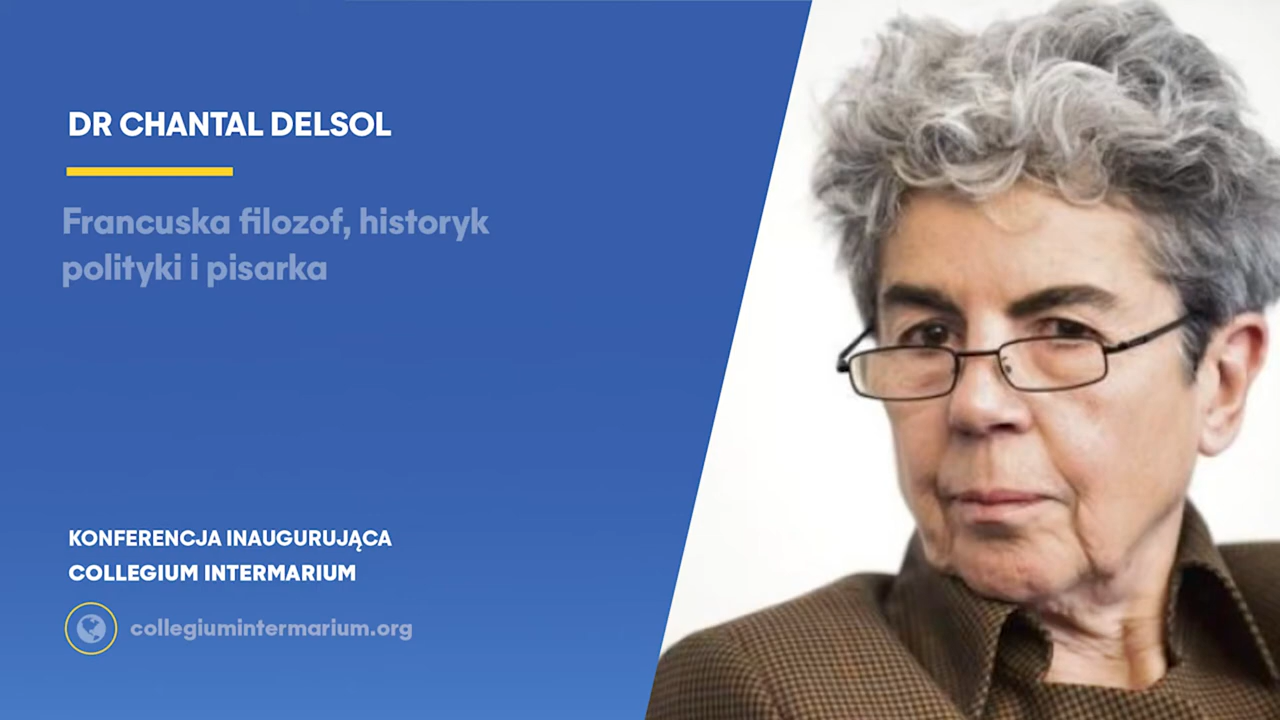 DR CHANTAL DELSOL
Francuska filozof, historyk
polityki i pisarka
KONFERENCJA INAUGURUJĄCA
COLLEGIUM INTERMARIUM
collegiumintermarium.org